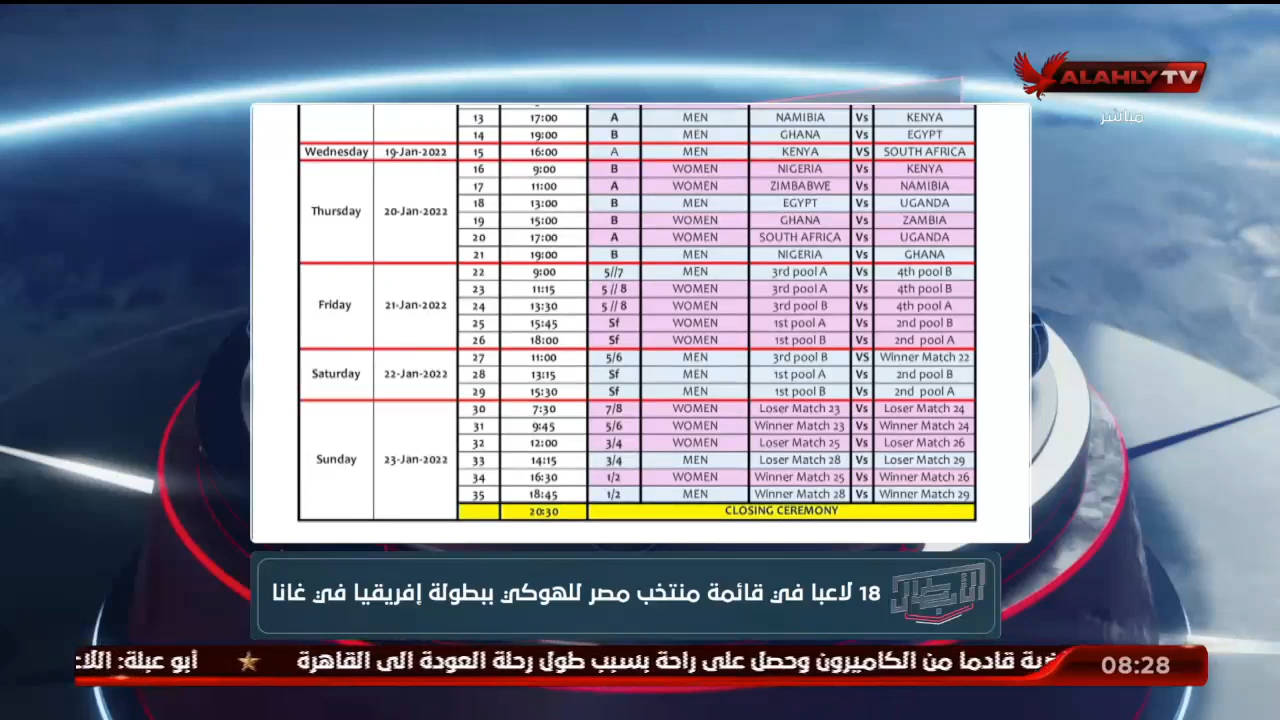 ALAHLY TV
مباشر
13 17:00 A MEN NAMIBIA Vs KENYA
14 19:00 B MEN GHANA Vs EGYPT
Wednesday 19-Jan-2022 15 16:00 A MEN KENYA VS SOUTH AFRICA
16 9:00 B WOMEN NIGERIA Vs KENYA
17 11:00 A WOMEN ZIMBABWE Vs NAMIBIA
Thursday 20-Jan-2022 18 13:00 B MEN EGYPT Vs UGANDA
19 15:00 B WOMEN GHANA Vs ZAMBIA
20 17:00 A WOMEN SOUTH AFRICA Vs UGANDA
21 19:00 B MEN NIGERIA Vs GHANA
22 9:00 5//7 MEN 3rd pool A Vs 4th pool B
23 11:15 5 // 8 WOMEN 3rd pool A Vs 4th pool B
Friday 21-Jan-2022 24 13:30 5 // 8 WOMEN 3rd pool B Vs 4th pool A
25 15:45 Sf WOMEN 1st pool A Vs 2nd pool B
26 18:00 Sf WOMEN 1st pool B Vs 2nd pool A
27 11:00 5/6 MEN 3rd pool B VS Winner Match 22
Saturday 22-Jan-2022 28 13:15 Sf MEN 1st pool A Vs 2nd pool B
29 15:30 Sf MEN 1st pool B Vs 2nd pool A
30 7:30 7/8 WOMEN Loser Match 23 Vs Loser Match 24
31 9:45 5/6 WOMEN Winner Match 23 Vs Winner Match 24
32 12:00 3/4 WOMEN Loser Match 25 Vs Loser Match 26
Sunday 23-Jan-2022 33 14:15 3/4 MEN Loser Match 28 Vs Loser Match 29
34 16:30 1/2 WOMEN Winner Match 25 Vs Winner Match 26
35 18:45 1/2 MEN Winner Match 28 Vs Winner Match 29
20:30 CLOSING CEREMONY
18 لاعبا في قائمة منتخب مصر للهوكي ببطولة إفريقيا في غانا
قادما من الكاميرون وحصل على راحة بسبب طول رحلة العودة الى القاهرة ★ أبو عبلة:
08:28